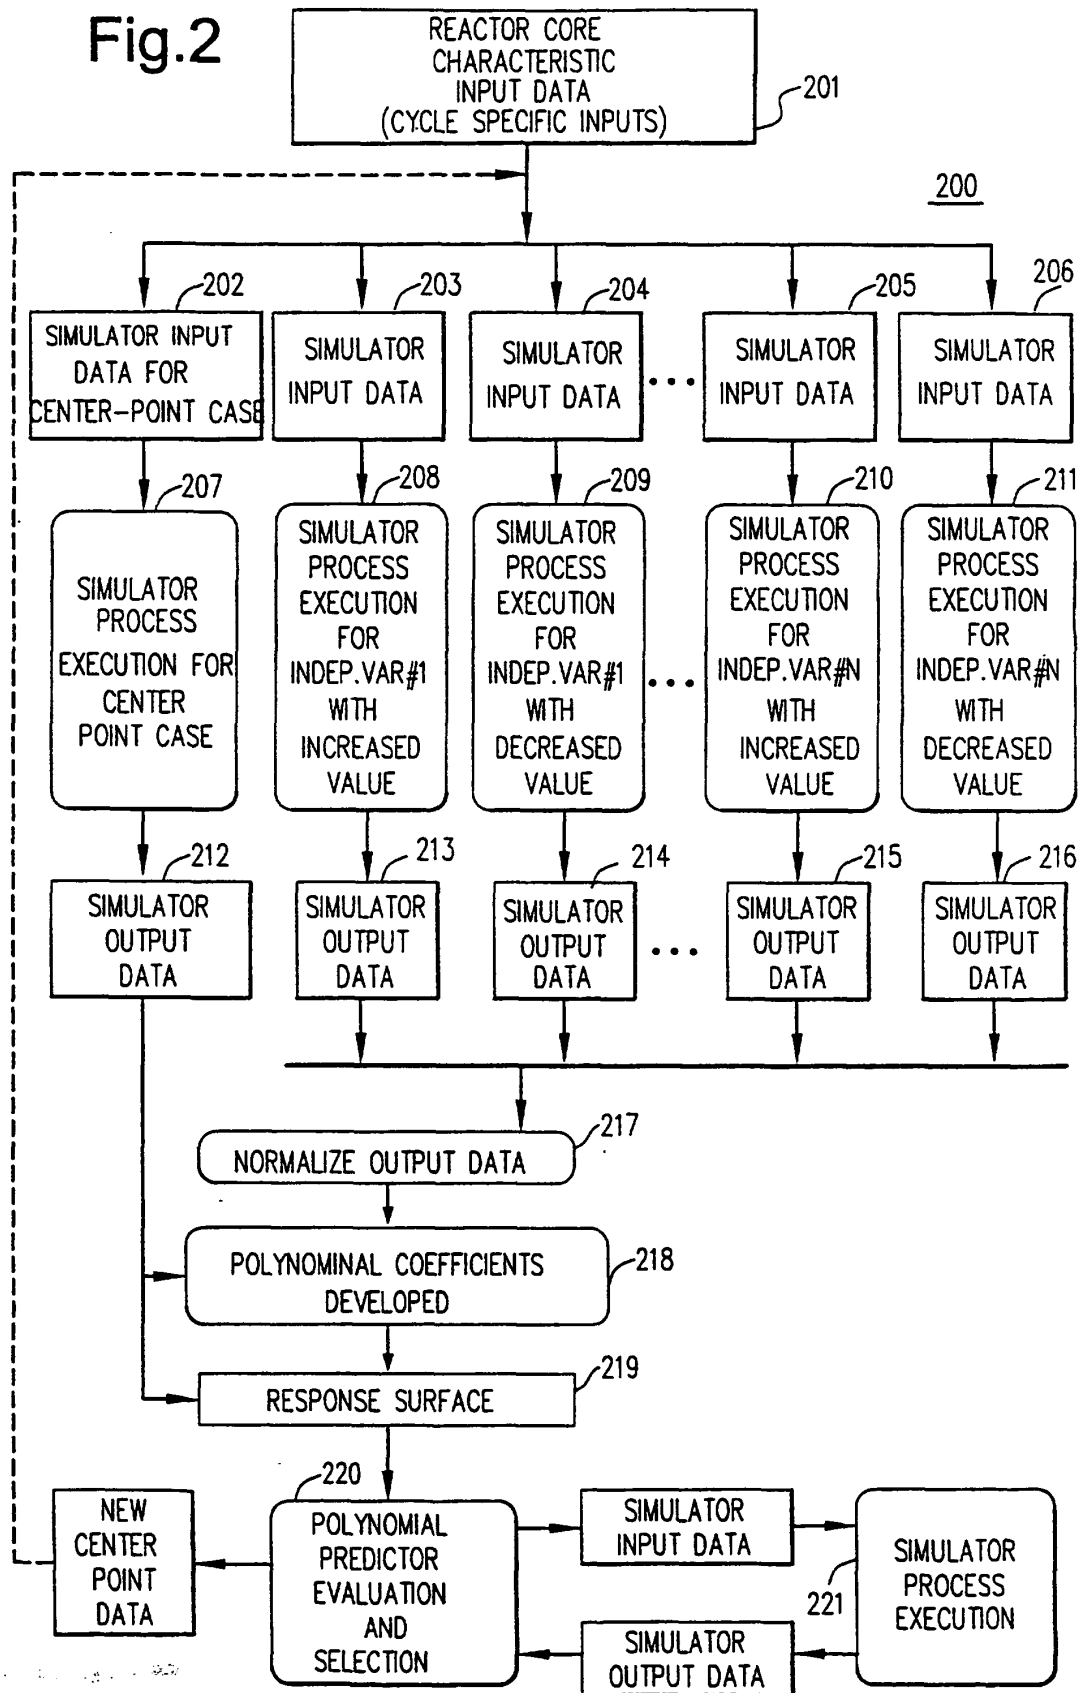 Fig.2
REACTOR CORE
CHARACTERISTIC
INPUT DATA
(CYCLE SPECIFIC INPUTS)
201
200
202
203
204
205
206
SIMULATOR INPUT
DATA FOR
CENTER-POINT CASE
SIMULATOR
INPUT DATA
SIMULATOR
INPUT DATA
...
SIMULATOR
INPUT DATA
SIMULATOR
INPUT DATA
207
208
209
210
211
SIMULATOR
PROCESS
EXECUTION FOR
CENTER
POINT CASE
SIMULATOR
PROCESS
EXECUTION
FOR
INDEP.VAR#1
WITH
INCREASED
VALUE
SIMULATOR
PROCESS
EXECUTION
FOR
INDEP.VAR#1
WITH
DECREASED
VALUE
...
SIMULATOR
PROCESS
EXECUTION
FOR
INDEP.VAR#N
WITH
INCREASED
VALUE
SIMULATOR
PROCESS
EXECUTION
FOR
INDEP.VAR#N
WITH
DECREASED
VALUE
212
213
214
215
216
SIMULATOR
OUTPUT
DATA
SIMULATOR
OUTPUT
DATA
SIMULATOR
OUTPUT
DATA
...
SIMULATOR
OUTPUT
DATA
SIMULATOR
OUTPUT
DATA
217
NORMALIZE OUTPUT DATA
218
POLYNOMINAL COEFFICIENTS
DEVELOPED
219
RESPONSE SURFACE
220
NEW
CENTER
POINT
DATA
POLYNOMIAL
PREDICTOR
EVALUATION
AND
SELECTION
SIMULATOR
INPUT DATA
221
SIMULATOR
PROCESS
EXECUTION
SIMULATOR
OUTPUT DATA